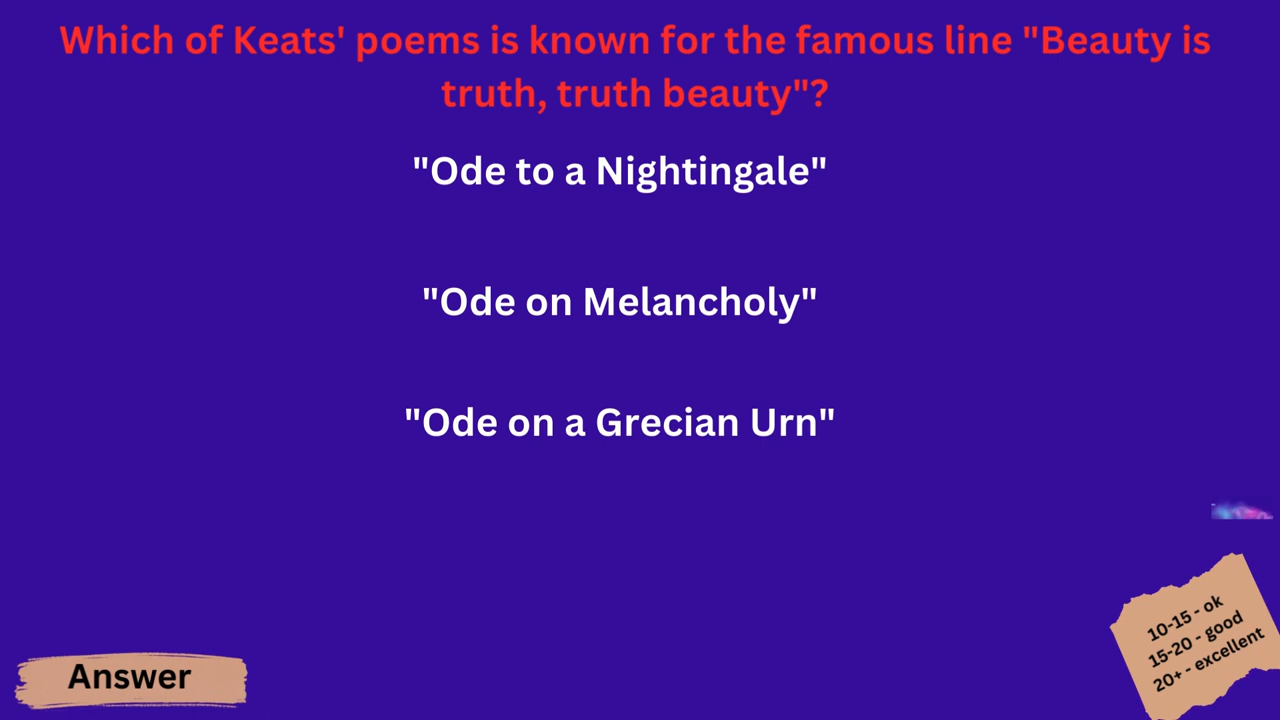 Which of Keats' poems is known for the famous line "Beauty is
truth, truth beauty"?
"Ode to a Nightingale"
"Ode on Melancholy"
"Ode on a Grecian Urn"
10-15 - ok
15-20 - good
20+ - excellent
Answer